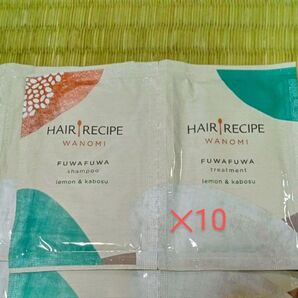 HAIR RECIPE
WANOMI
FUWAFUWA
shampoo
lemon & kabosu
HAIR RECIPE
WANOMI
FUWAFUWA
treatment
lemon & kabosu
×10